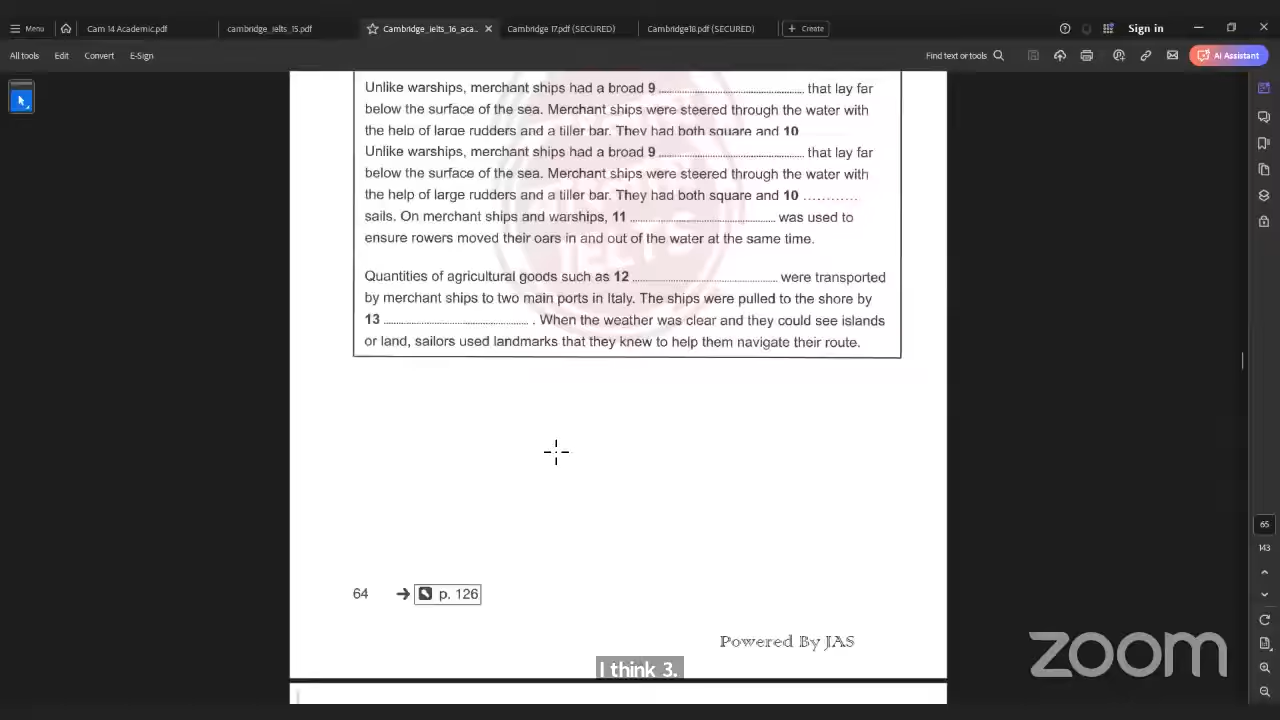 Menu
Cam 14 Academic.pdf
cambridge_ielts_15.pdf
Cambridge_ielts_16_aca...
Cambridge 17.pdf (SECURED)
Cambridge18.pdf (SECURED)
+ Create
Sign in
All tools
Edit
Convert
E-Sign
Find text or tools
AI Assistant
Unlike warships, merchant ships had a broad 9 ........................................ that lay far
below the surface of the sea. Merchant ships were steered through the water with
the help of large rudders and a tiller bar. They had both square and 10
Unlike warships, merchant ships had a broad 9 ........................................ that lay far
below the surface of the sea. Merchant ships were steered through the water with
the help of large rudders and a tiller bar. They had both square and 10 ............
sails. On merchant ships and warships, 11 ........................................ was used to
ensure rowers moved their oars in and out of the water at the same time.
Quantities of agricultural goods such as 12 ........................................ were transported
by merchant ships to two main ports in Italy. The ships were pulled to the shore by
13 ........................................ . When the weather was clear and they could see islands
or land, sailors used landmarks that they knew to help them navigate their route.
IELTS
64
p. 126
Powered By JAS
I think 3.
zoom
65
143